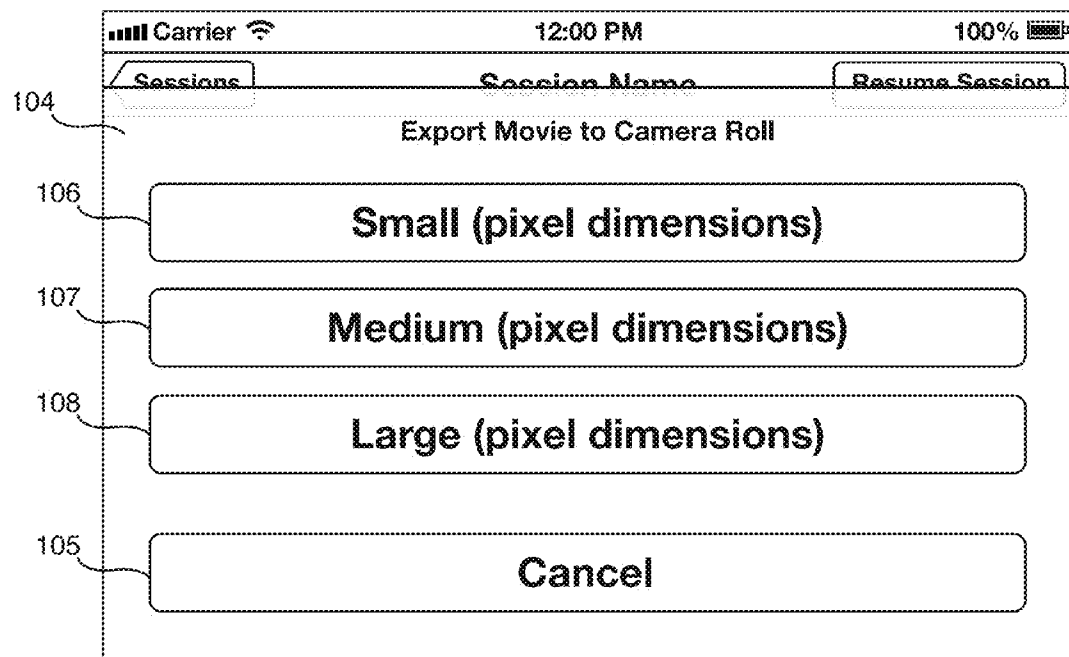 Carrier 12:00 PM 100%
Sessions Session Name Resume Session
104
Export Movie to Camera Roll
106
Small (pixel dimensions)
107
Medium (pixel dimensions)
108
Large (pixel dimensions)
105
Cancel